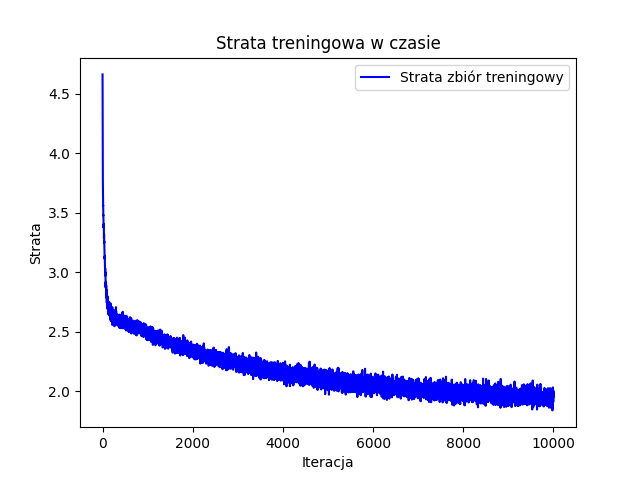 Strata treningowa w czasie
Strata zbiór treningowy
4.5
4.0
3.5
3.0
2.5
2.0
Strata
0 2000 4000 6000 8000 10000
Iteracja